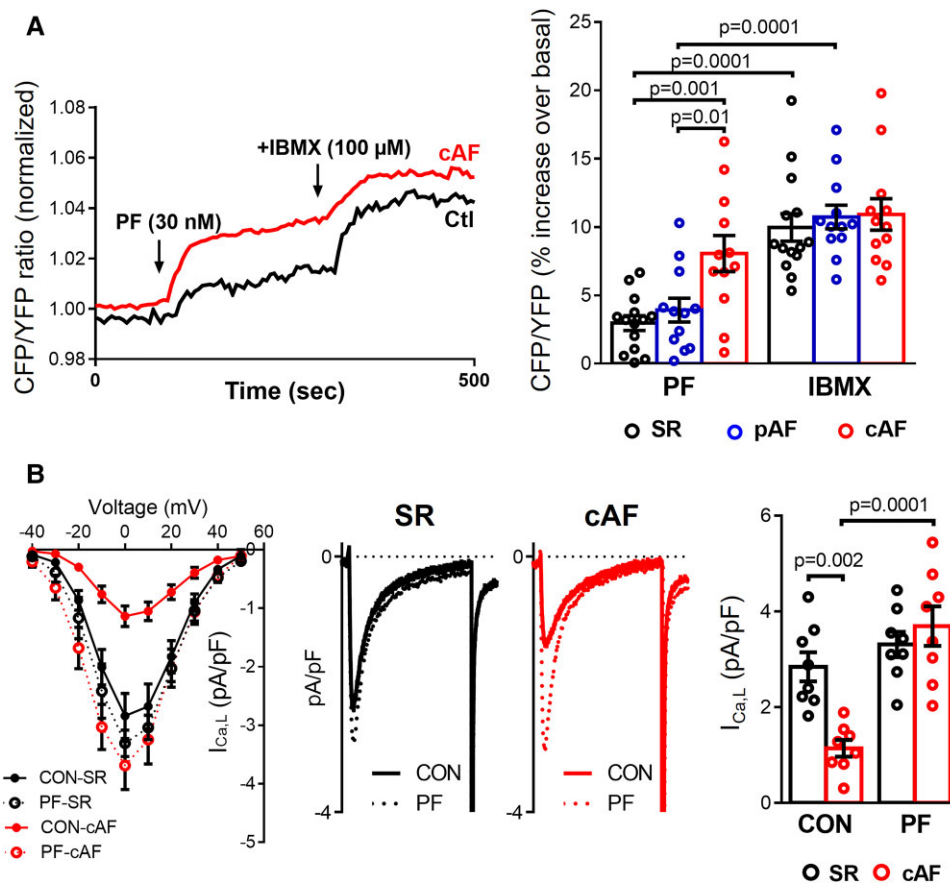 A
CFP/YFP ratio (normalized)
1.08
1.06
1.04
1.02
1.00
0.98
PF (30 nM)
+IBMX (100 µM)
cAF
Ctl
0
500
Time (sec)
CFP/YFP (% increase over basal)
25
20
15
10
5
0
p=0.0001
p=0.0001
p=0.001
p=0.01
PF
IBMX
SR
pAF
cAF
B
Voltage (mV)
-40
-20
0
20
40
60
-1
-2
-3
-4
-5
I Ca,L (pA/pF)
CON-SR
PF-SR
CON-cAF
PF-cAF
SR
0
pA/pF
-4
CON
PF
cAF
0
-4
CON
PF
I Ca,L (pA/pF)
6
4
2
0
p=0.0001
p=0.002
CON
PF
SR
cAF